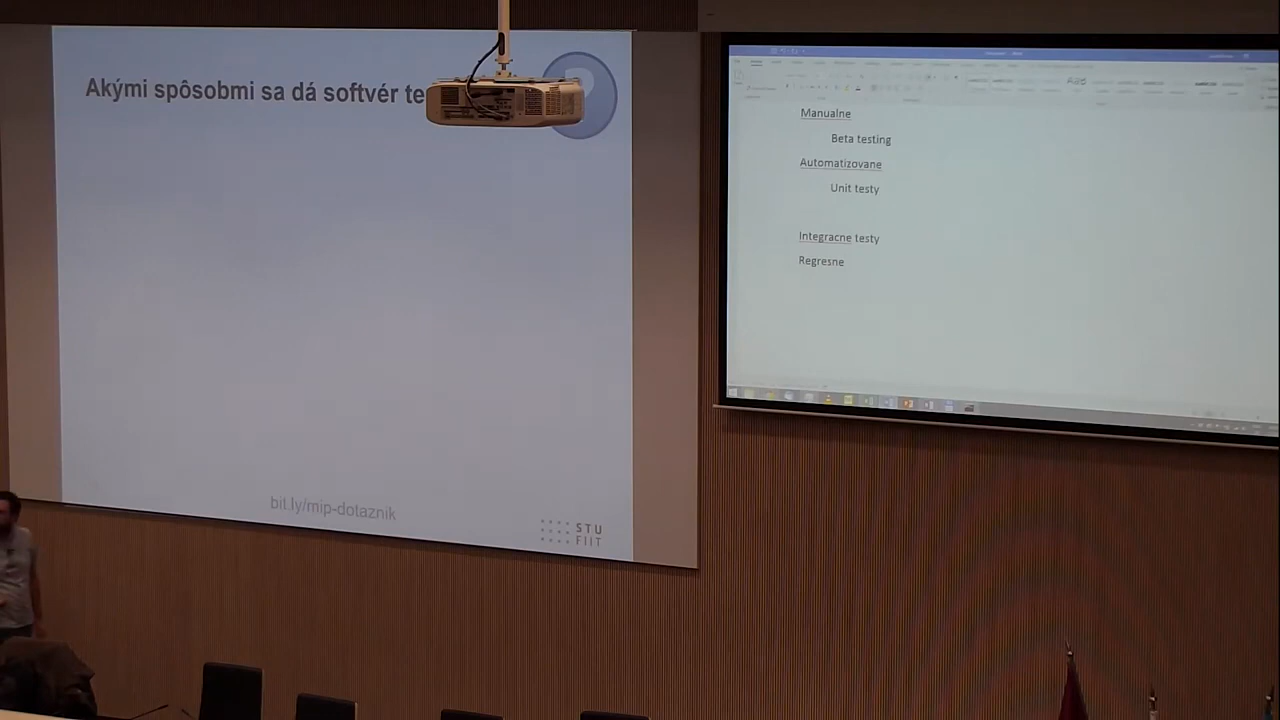 Akými spôsobmi sa dá softvér te
bit.ly/mip-dotaznik
STU
FIIT
Manualne
Beta testing
Automatizovane
Unit testy
Integracne testy
Regresne